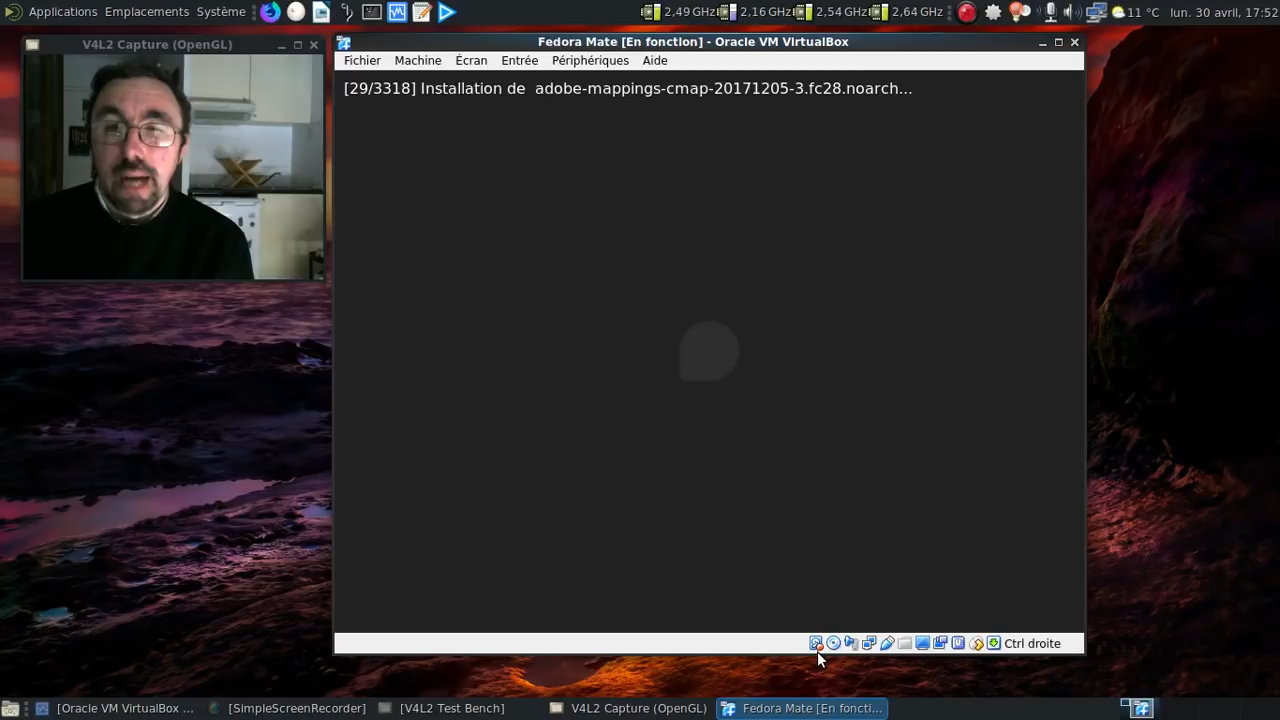 Applications Emplacements Système 2,49 GHz 2,16 GHz 2,54 GHz 2,64 GHz 11 °C lun. 30 avril, 17:52
V4L2 Capture (OpenGL)
Fedora Mate [En fonction] - Oracle VM VirtualBox
Fichier Machine Écran Entrée Périphériques Aide
[29/3318] Installation de adobe-mappings-cmap-20171205-3.fc28.noarch...
Ctrl droite
[Oracle VM VirtualBox ... [SimpleScreenRecorder] [V4L2 Test Bench] V4L2 Capture (OpenGL) Fedora Mate [En foncti...